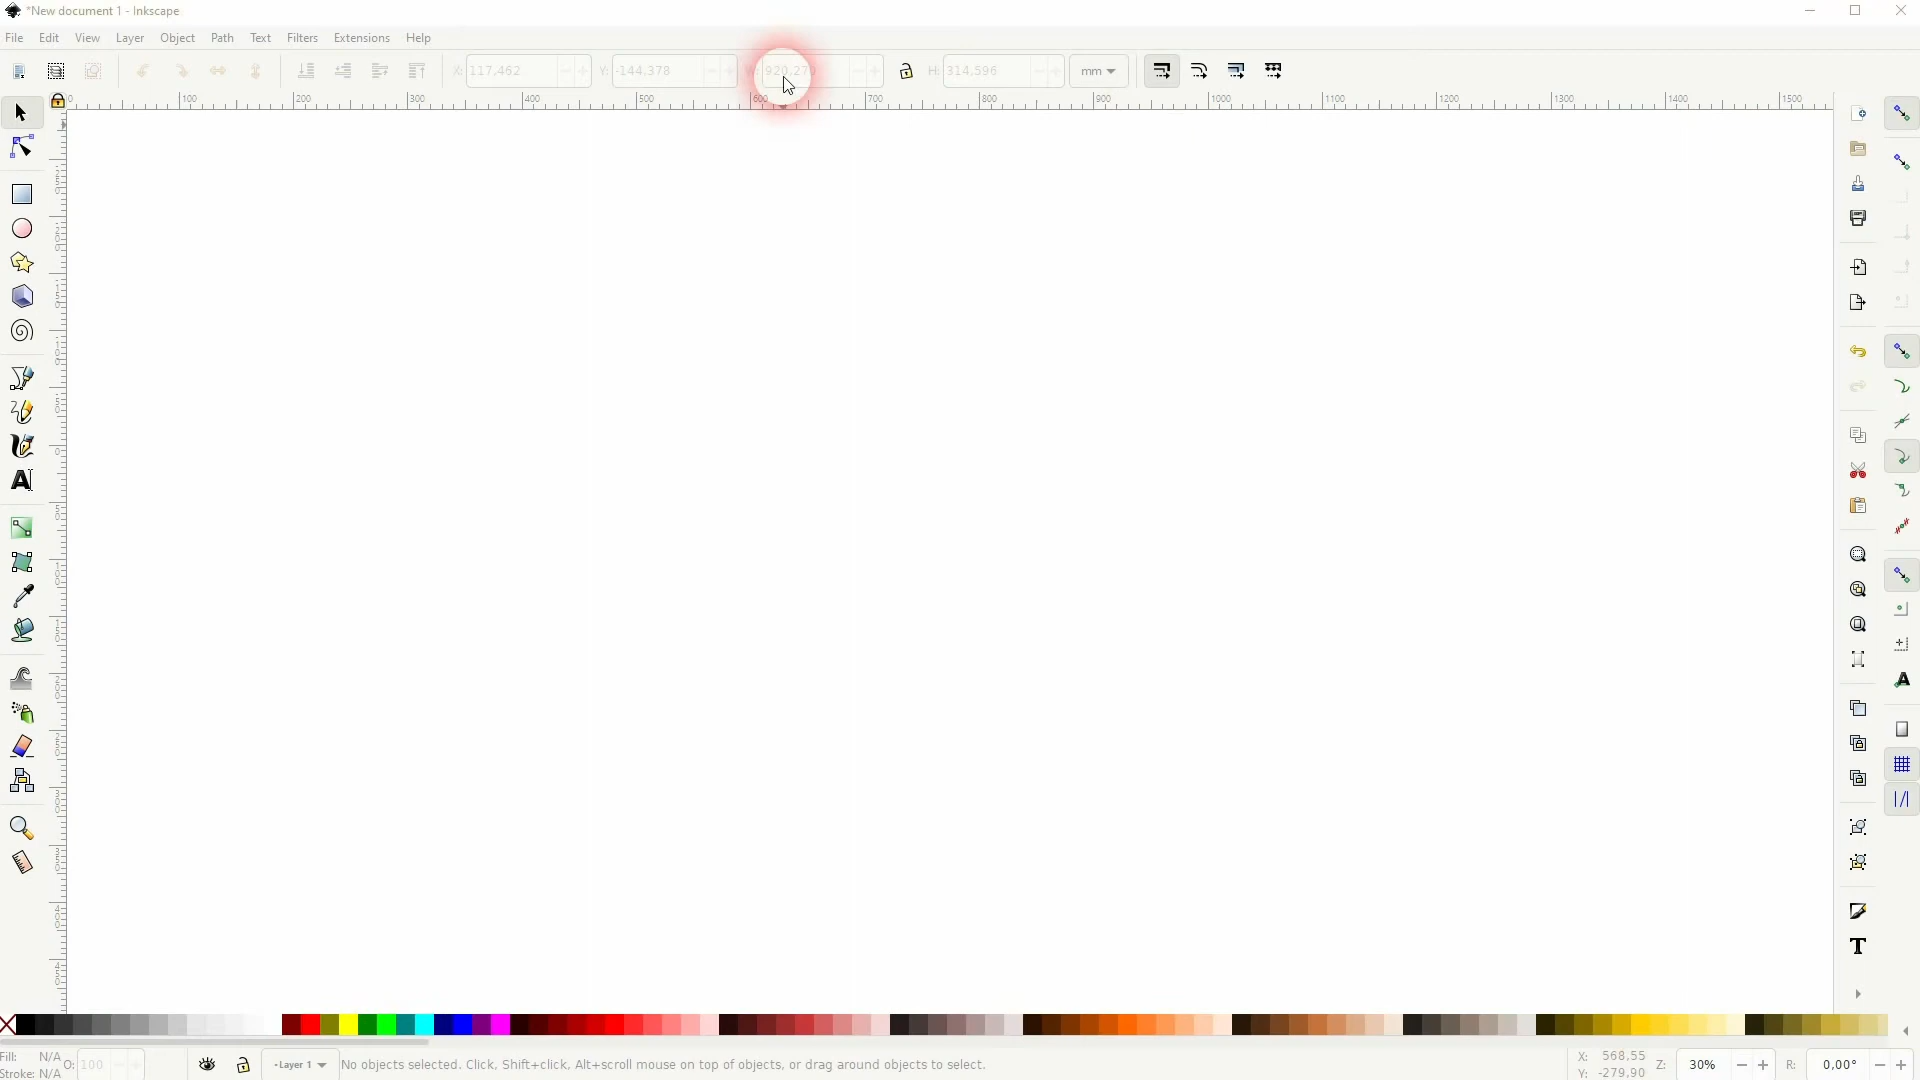 *New document 1 - Inkscape
File Edit View Layer Object Path Text Filters Extensions Help
X: 117,462 Y: -144,378 W: 920,270 H: 314,596 mm
0 100 200 300 400 500 600 700 800 900 1000 1100 1200 1300 1400 1500
Fill: N/A O: 100 -Layer 1 No objects selected. Click, Shift+click, Alt+scroll mouse on top of objects, or drag around objects to select. X: 568,55 Z: 30% R: 0,00°
Stroke: N/A Y: -279,90